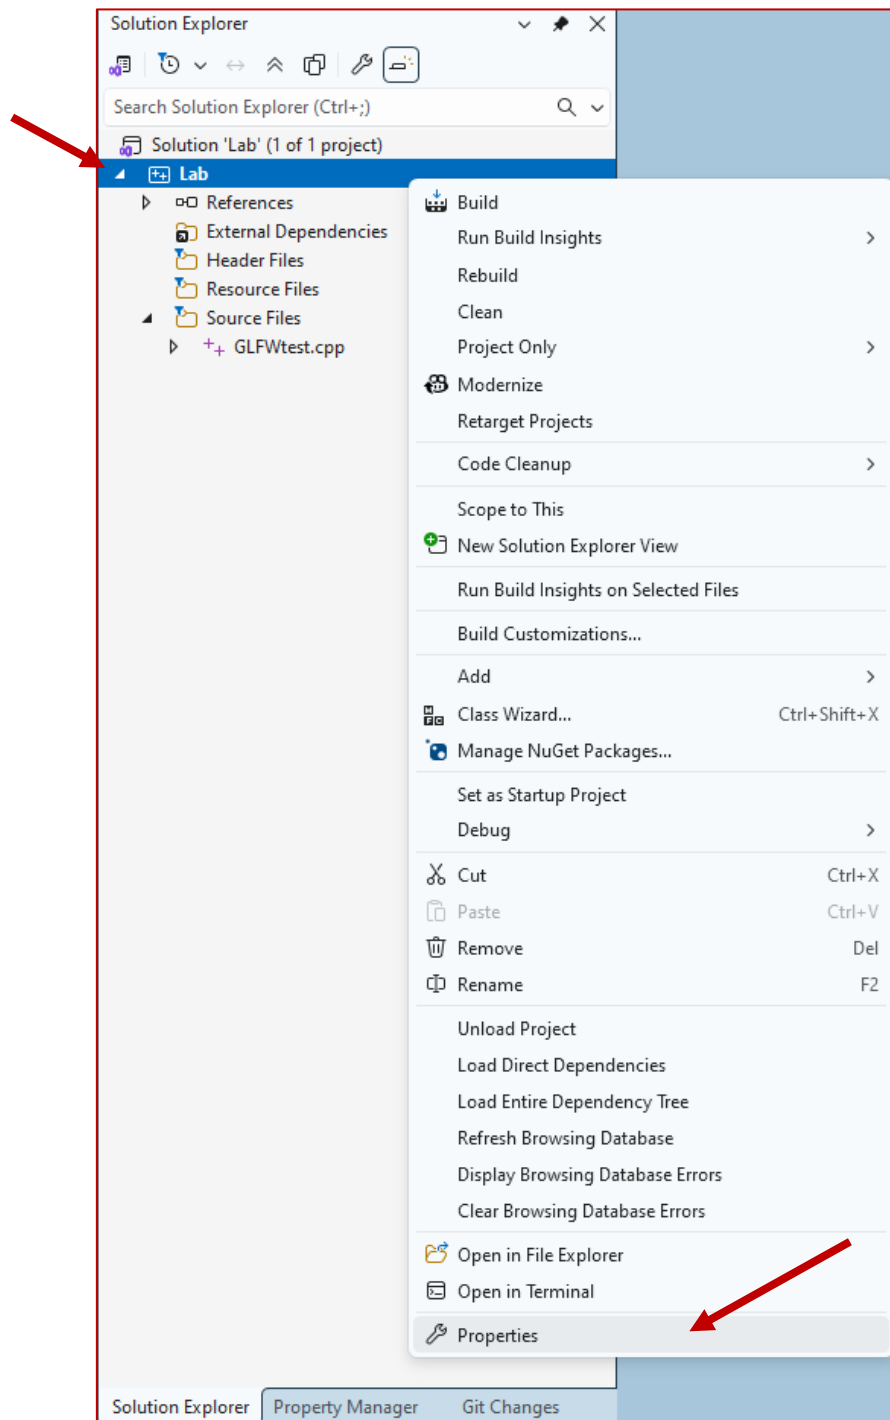 Solution Explorer
Search Solution Explorer (Ctrl+;)
Solution 'Lab' (1 of 1 project)
Lab
References
External Dependencies
Header Files
Resource Files
Source Files
GLFWtest.cpp
Build
Run Build Insights
Rebuild
Clean
Project Only
Modernize
Retarget Projects
Code Cleanup
Scope to This
New Solution Explorer View
Run Build Insights on Selected Files
Build Customizations...
Add
Class Wizard... Ctrl+Shift+X
Manage NuGet Packages...
Set as Startup Project
Debug
Cut Ctrl+X
Paste Ctrl+V
Remove Del
Rename F2
Unload Project
Load Direct Dependencies
Load Entire Dependency Tree
Refresh Browsing Database
Display Browsing Database Errors
Clear Browsing Database Errors
Open in File Explorer
Open in Terminal
Properties
Solution Explorer Property Manager Git Changes